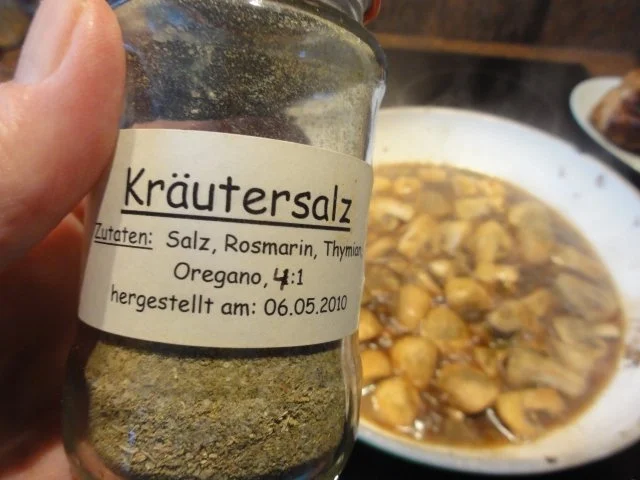 Kräutersalz
Zutaten: Salz, Rosmarin, Thymian,
Oregano, 4:1
hergestellt am: 06.05.2010